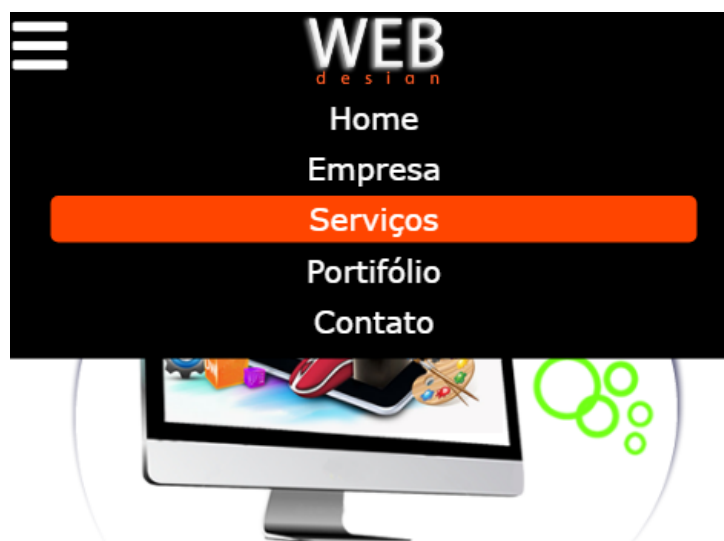 WEB
design
Home
Empresa
Serviços
Portifólio
Contato